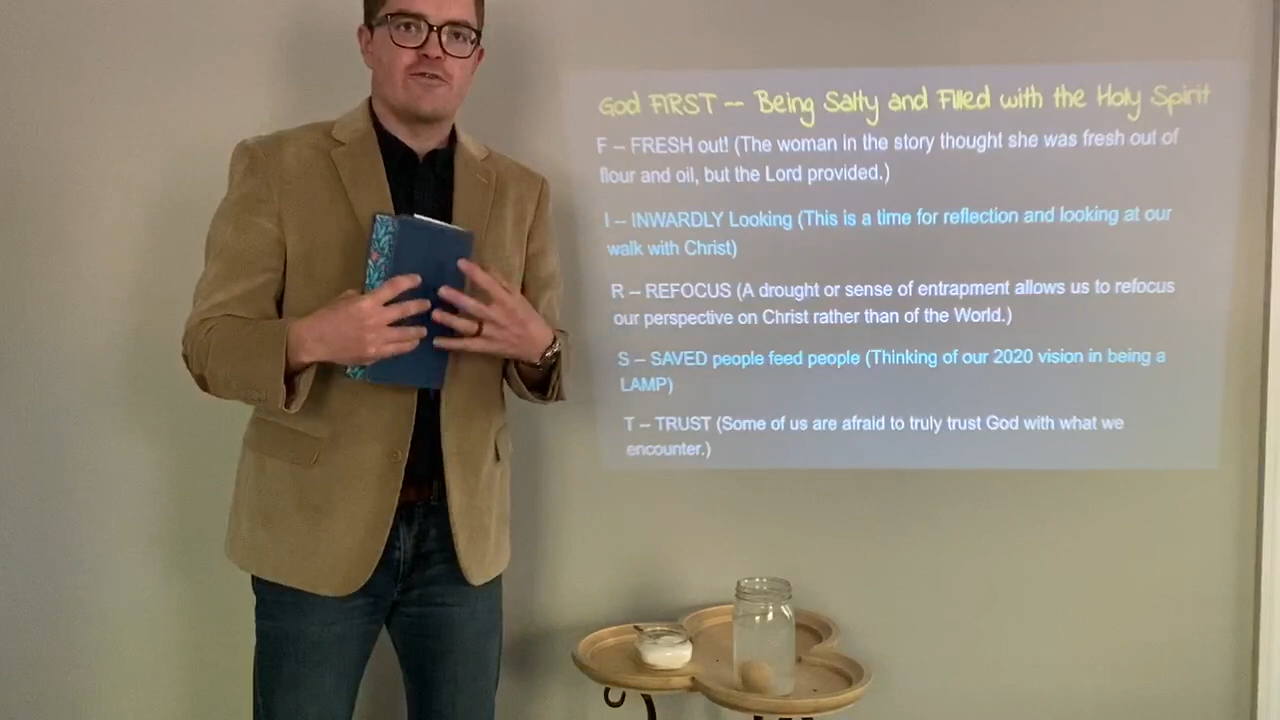 God FIRST -- Being Salty and Filled with the Holy Spirit
F – FRESH out! (The woman in the story thought she was fresh out of
flour and oil, but the Lord provided.)
I – INWARDLY Looking (This is a time for reflection and looking at our
walk with Christ)
R – REFOCUS (A drought or sense of entrapment allows us to refocus
our perspective on Christ rather than of the World.)
S – SAVED people feed people (Thinking of our 2020 vision in being a
LAMP)
T – TRUST (Some of us are afraid to truly trust God with what we
encounter.)